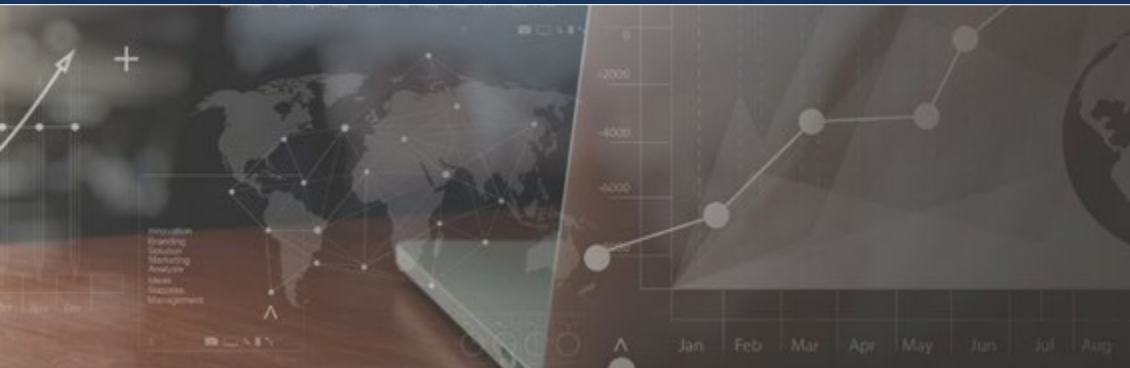 0
-2000
-4000
-6000
Innovation
Branding
Solution
Marketing
Analysis
Ideas
Success
Management
Jan Feb Mar Apr May Jun Jul Aug